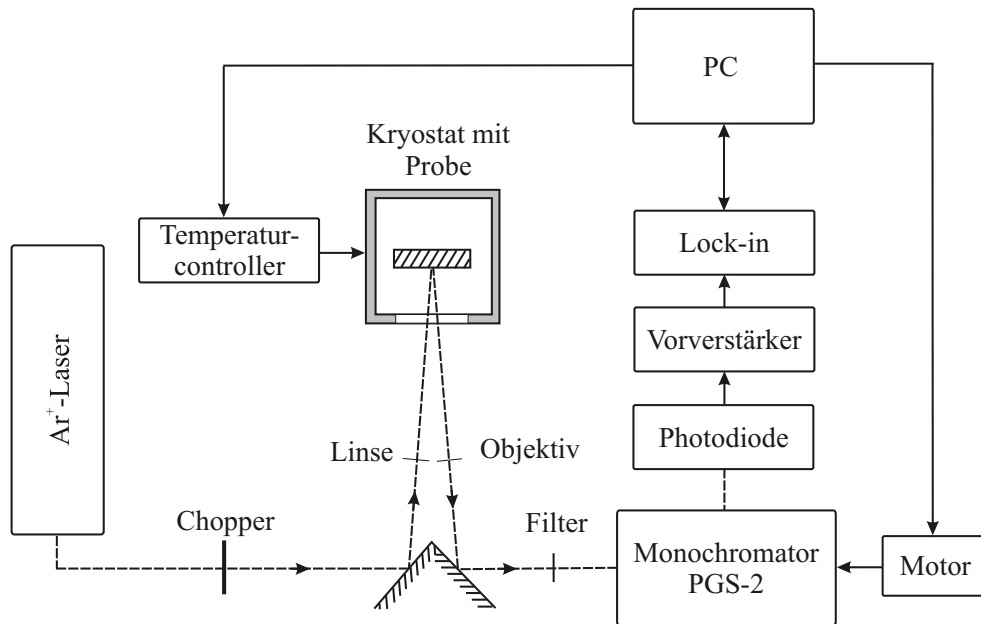 PC
Kryostat mit
Probe
Temperatur-
controller
Lock-in
Vorverstärker
Ar⁺-Laser
Photodiode
Linse
Objektiv
Chopper
Filter
Monochromator
PGS-2
Motor